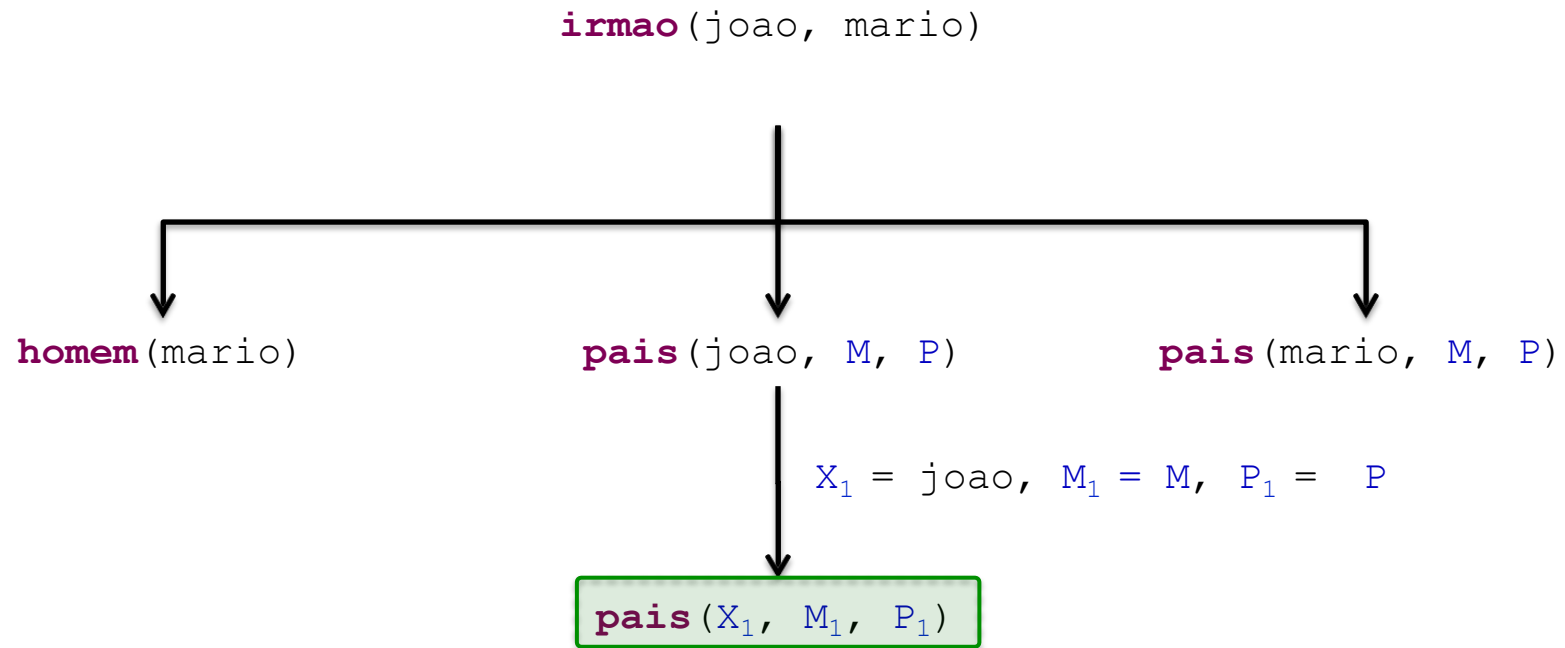 irmao(joao, mario)
homem(mario) pais(joao, M, P) pais(mario, M, P)
X₁ = joao, M₁ = M, P₁ = P
pais(X₁, M₁, P₁)